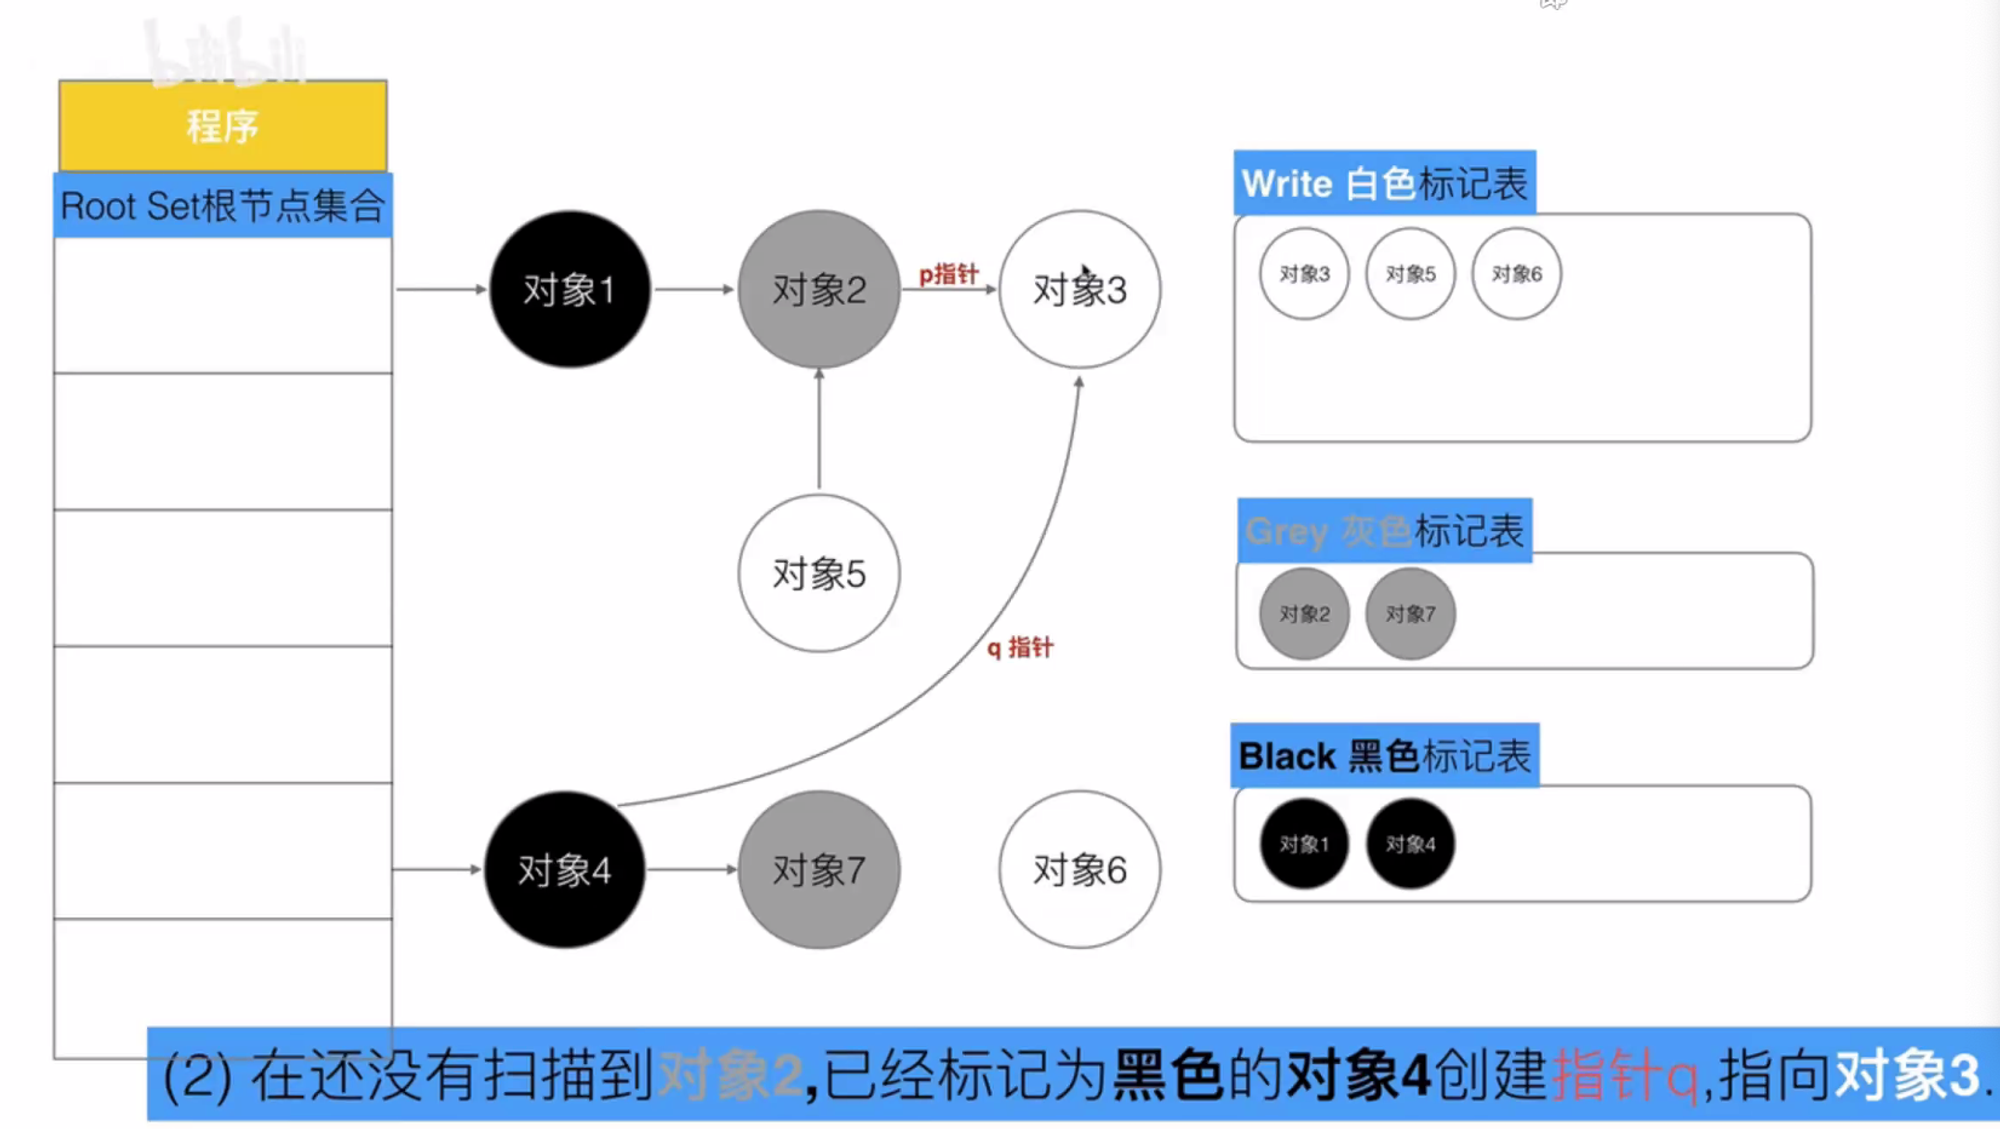 bilibili
程序
Root Set根节点集合
对象1
对象2
p指针
对象3
对象5
q 指针
对象4
对象7
对象6
Write 白色标记表
对象3 对象5 对象6
Grey 灰色标记表
对象2 对象7
Black 黑色标记表
对象1 对象4
(2) 在还没有扫描到对象2,已经标记为黑色的对象4创建指针q,指向对象3.